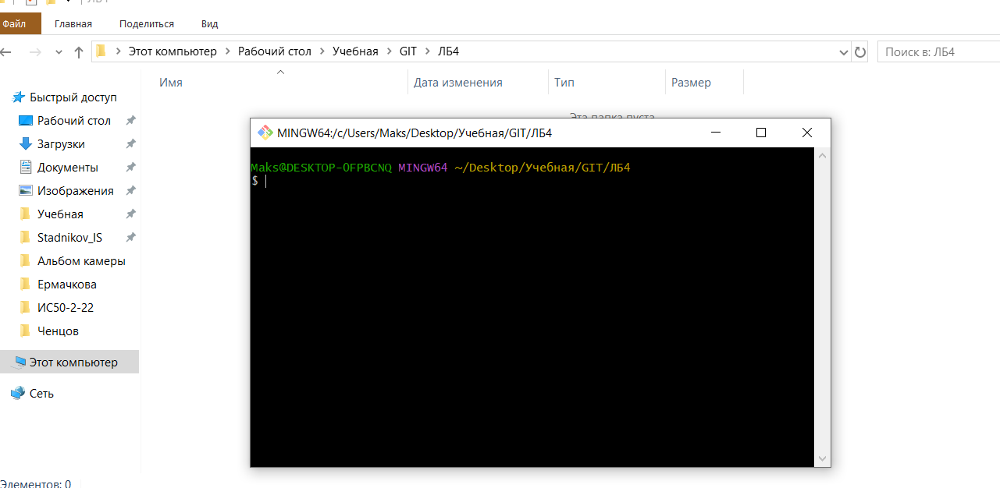 ЛБ4
Файл Главная Поделиться Вид
Этот компьютер Рабочий стол Учебная GIT ЛБ4 Поиск в: ЛБ4
Имя Дата изменения Тип Размер
Эта папка пуста.
Быстрый доступ
Рабочий стол
Загрузки
Документы
Изображения
Учебная
Stadnikov_IS
Альбом камеры
Ермачкова
ИС50-2-22
Ченцов
Этот компьютер
Сеть
Элементов: 0
MINGW64:/c/Users/Maks/Desktop/Учебная/GIT/ЛБ4
Maks@DESKTOP-OFPBCNQ MINGW64 ~/Desktop/Учебная/GIT/ЛБ4
$